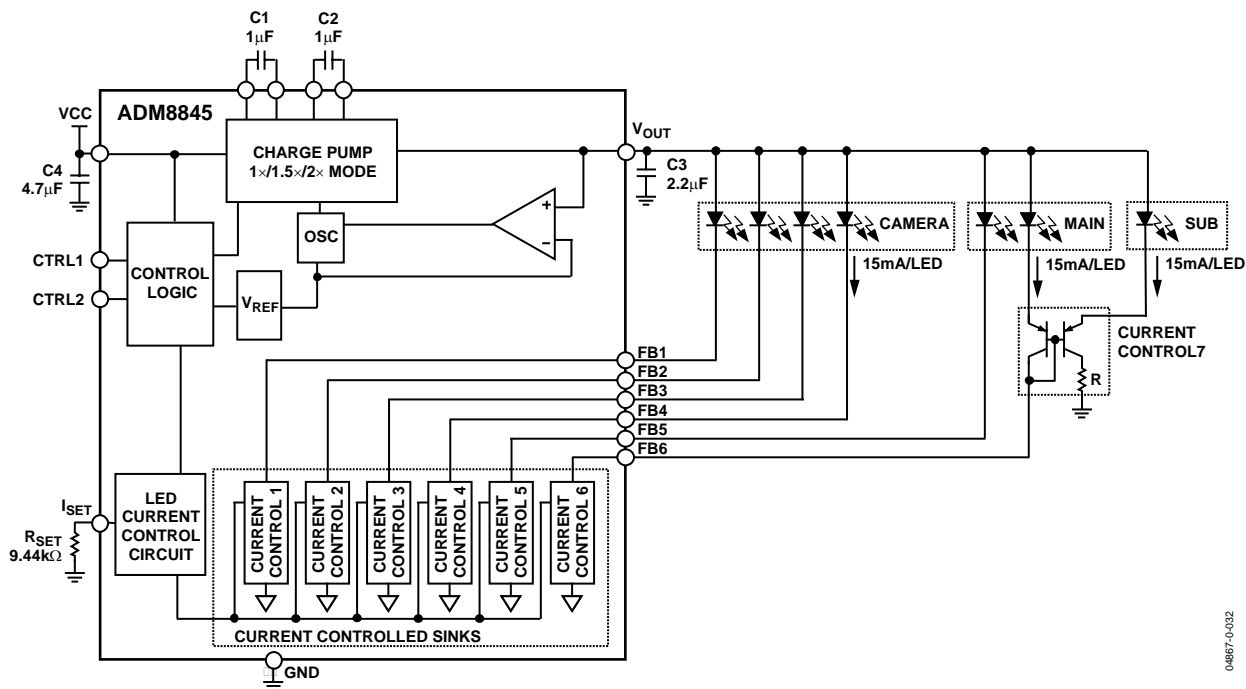 C1
1µF
C2
1µF
VCC
ADM8845
C4
4.7µF
CHARGE PUMP
1×/1.5×/2× MODE
VOUT
C3
2.2µF
OSC
+
–
CAMERA
MAIN
SUB
15mA/LED
15mA/LED
15mA/LED
CTRL1
CTRL2
CONTROL
LOGIC
VREF
CURRENT
CONTROL7
R
FB1
FB2
FB3
FB4
FB5
FB6
ISET
RSET
9.44kΩ
LED
CURRENT
CONTROL
CIRCUIT
CURRENT
CONTROL 1
CURRENT
CONTROL 2
CURRENT
CONTROL 3
CURRENT
CONTROL 4
CURRENT
CONTROL 5
CURRENT
CONTROL 6
CURRENT CONTROLLED SINKS
GND
04867-0-032